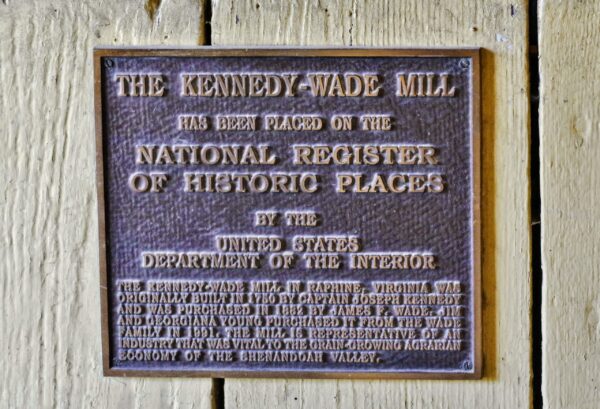 THE KENNEDY-WADE MILL
HAS BEEN PLACED ON THE
NATIONAL REGISTER
OF HISTORIC PLACES
BY THE
UNITED STATES
DEPARTMENT OF THE INTERIOR
THE KENNEDY-WADE MILL IN RAPHINE, VIRGINIA WAS
ORIGINALLY BUILT IN 1750 BY CAPTAIN JOSEPH KENNEDY
AND WAS PURCHASED IN 1882 BY JAMES F. WADE. JIM
AND GEORGIANA YOUNG PURCHASED IT FROM THE WADE
FAMILY IN 1991. THE MILL IS REPRESENTATIVE OF AN
INDUSTRY THAT WAS VITAL TO THE GRAIN-GROWING AGRARIAN
ECONOMY OF THE SHENANDOAH VALLEY.